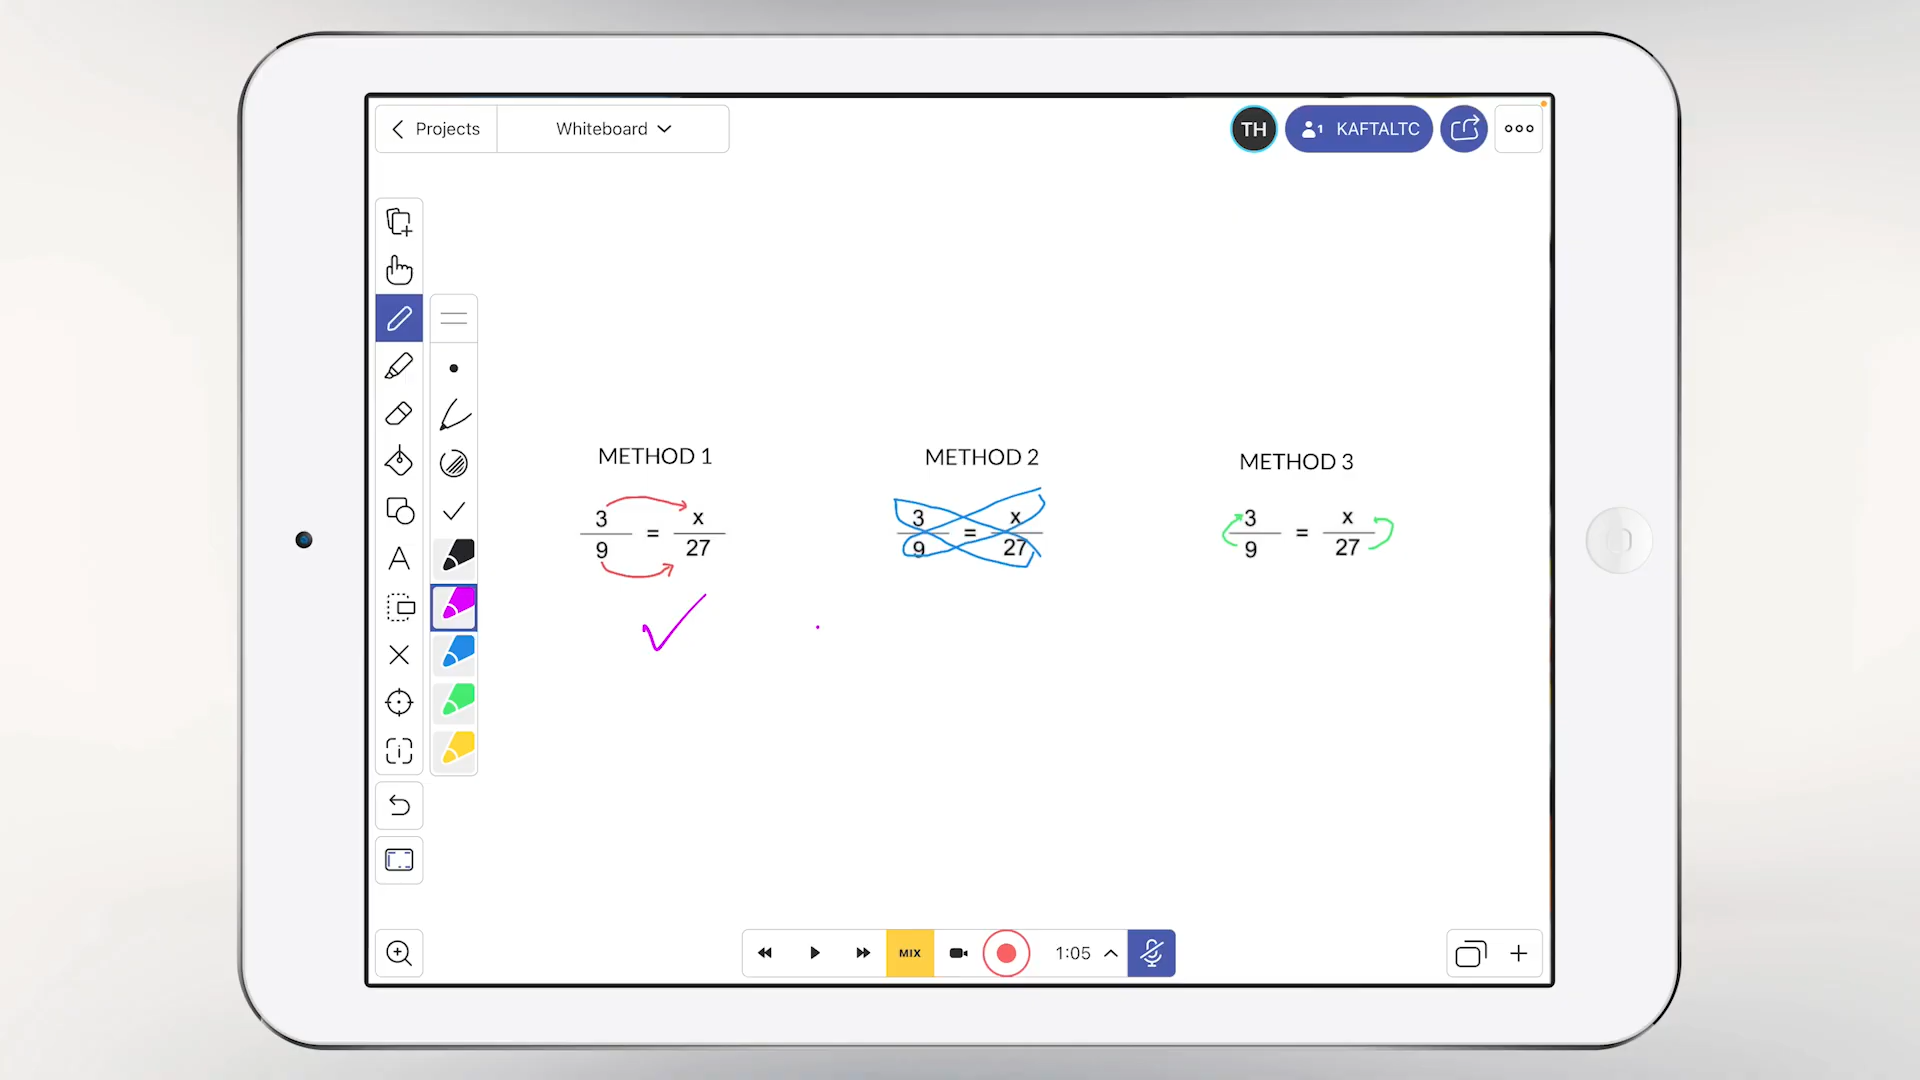 Projects
Whiteboard
TH
1 KAFTALTC
METHOD 1
METHOD 2
METHOD 3
3 = x
9 27
3 = x
9 27
3 = x
9 27
A
MIX
1:05